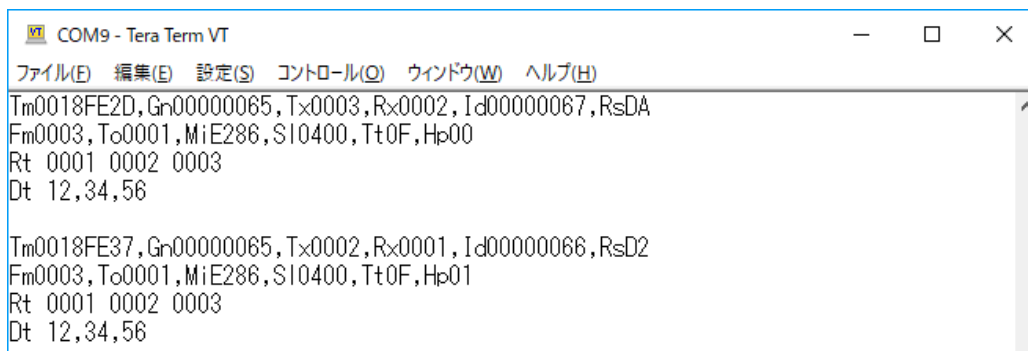 COM9 - Tera Term VT
ファイル(F) 編集(E) 設定(S) コントロール(O) ウィンドウ(W) ヘルプ(H)
Tm0018FE2D,Gn00000065,Tx0003,Rx0002,Id00000067,RsDA
Fm0003,To0001,MiE286,Sl0400,Tt0F,Hp00
Rt 0001 0002 0003
Dt 12,34,56
Tm0018FE37,Gn00000065,Tx0002,Rx0001,Id00000066,RsD2
Fm0003,To0001,MiE286,Sl0400,Tt0F,Hp01
Rt 0001 0002 0003
Dt 12,34,56